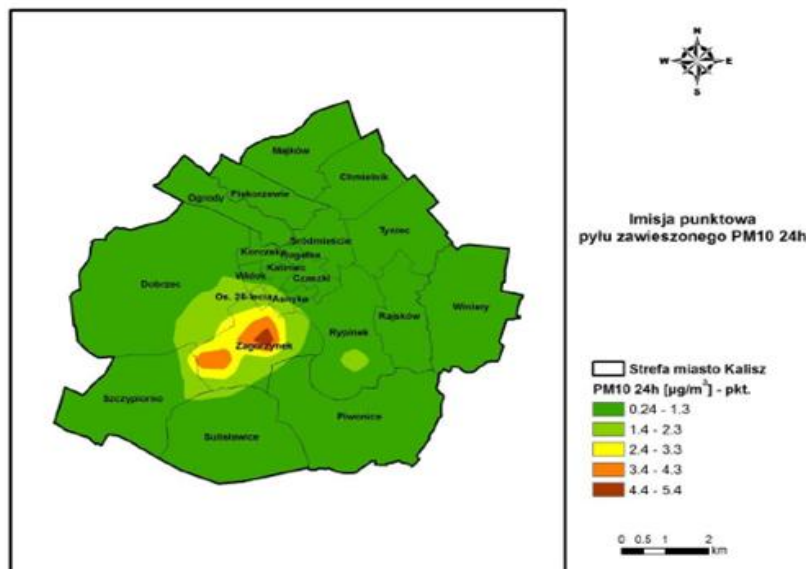 N
W E
S
Imisja punktowa
pyłu zawieszonego PM10 24h
Majków
Chmielnik
Ogrody
Piskorzewie
Tyniec
Śródmieście
Korczak
Rogatka
Kaliniec
Widok
Czaszki
Dobrzec
Os. 25-lecia
Asnyka
Winiary
Rajsków
Rypinek
Zagorzynek
Szczypiorno
Sulisławice
Piwonice
Strefa miasto Kalisz
PM10 24h [µg/m³] - pkt.
0.24 - 1.3
1.4 - 2.3
2.4 - 3.3
3.4 - 4.3
4.4 - 5.4
0 0.5 1 2
km